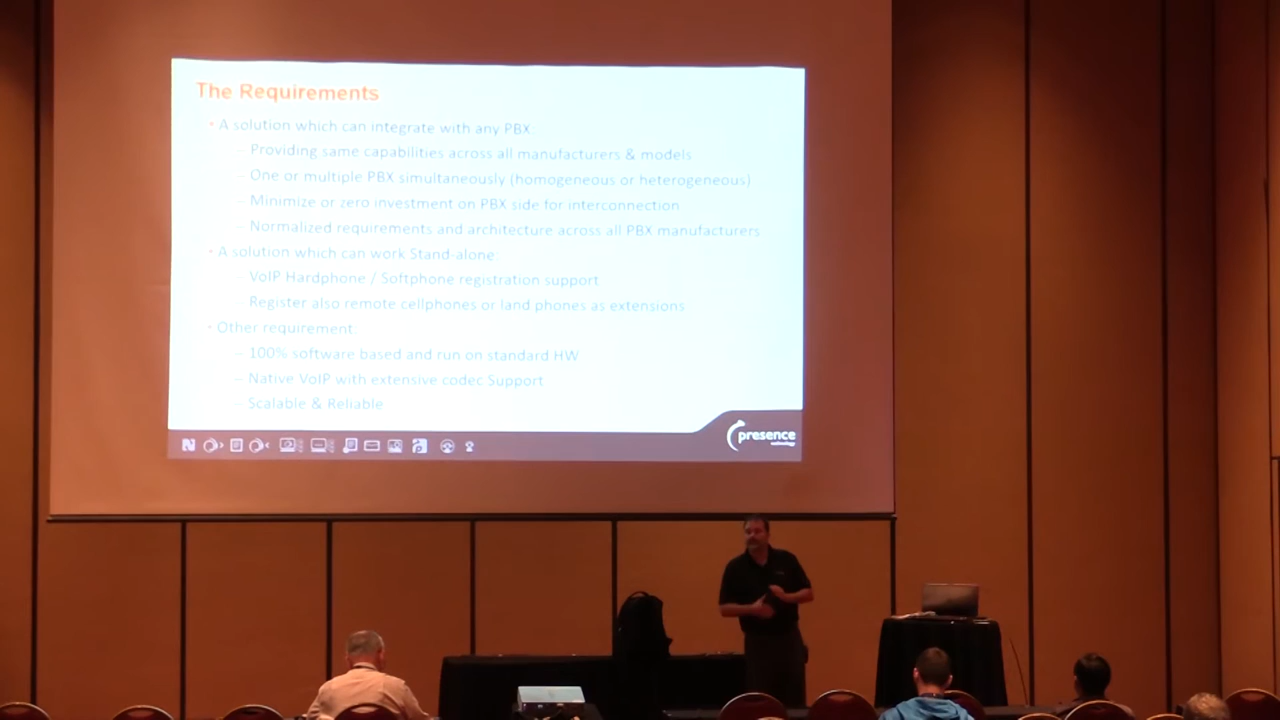 The Requirements
• A solution which can integrate with any PBX:
– Providing same capabilities across all manufacturers & models
– One or multiple PBX simultaneously (homogeneous or heterogeneous)
– Minimize or zero investment on PBX side for interconnection
– Normalized requirements and architecture across all PBX manufacturers
• A solution which can work Stand-alone:
– VoIP Hardphone / Softphone registration support
– Register also remote cellphones or land phones as extensions
• Other requirement:
– 100% software based and run on standard HW
– Native VoIP with extensive codec Support
– Scalable & Reliable
presence
technology